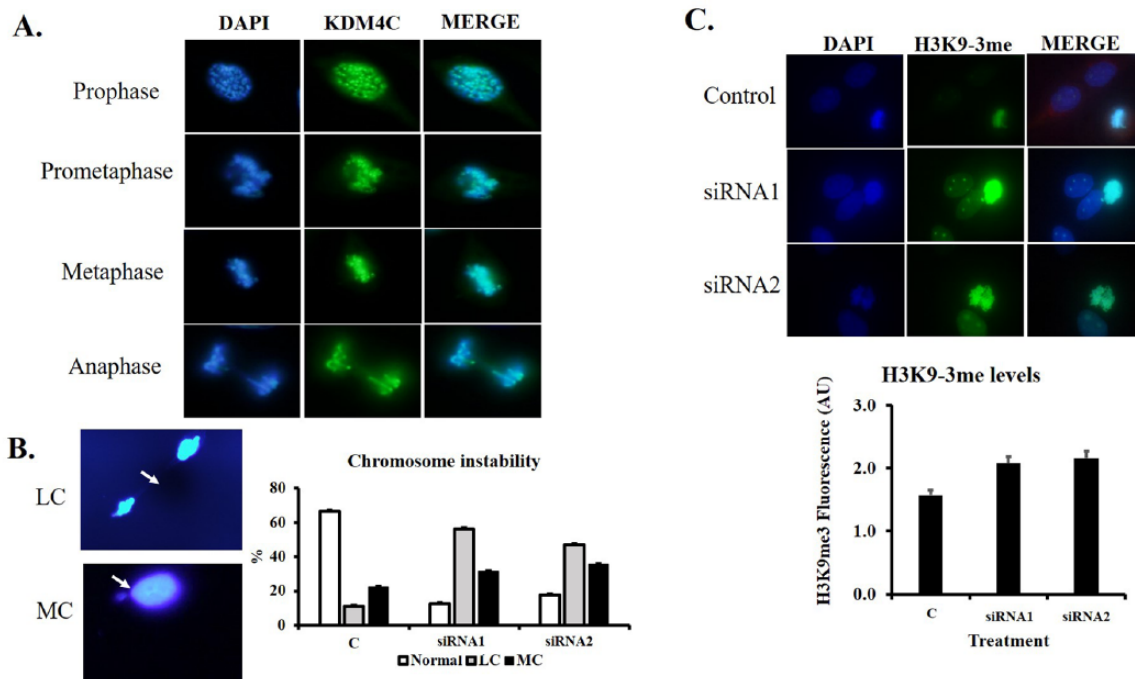 A.
DAPI KDM4C MERGE
Prophase
Prometaphase
Metaphase
Anaphase
B.
LC
MC
Chromosome instability
%
80
60
40
20
0
C siRNA1 siRNA2
Normal LC MC
C.
DAPI H3K9-3me MERGE
Control
siRNA1
siRNA2
H3K9-3me levels
H3K9me3 Fluorescence (AU)
3.0
2.0
1.0
0.0
C siRNA1 siRNA2
Treatment